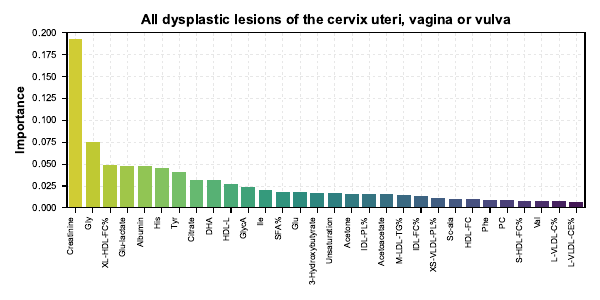 All dysplastic lesions of the cervix uteri, vagina or vulva
Importance
0.200
0.175
0.150
0.125
0.100
0.075
0.050
0.025
0.000
Creatinine
Gly
XL-HDL-FC%
Glu-lactate
Albumin
His
Tyr
Citrate
DHA
HDL-L
GlycA
Ile
SFA%
Glu
3-Hydroxybutyrate
Unsaturation
Acetone
IDL-PL%
Acetoacetate
M-LDL-TG%
IDL-FC%
XS-VLDL-PL%
Sc-ala
HDL-FC
Phe
PC
S-HDL-FC%
Val
L-VLDL-C%
L-VLDL-CE%